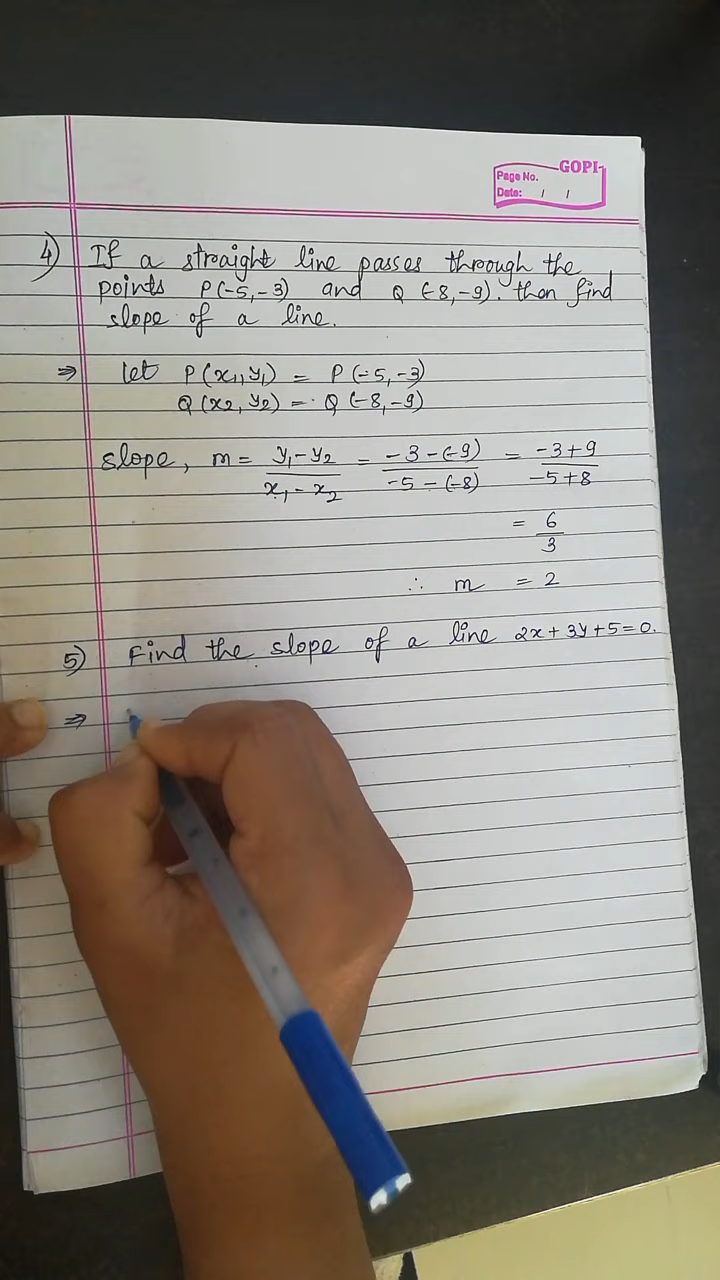 GOPI
Page No.
Date: / /
4) If a straight line passes through the
points P(-5,-3) and Q (-8,-9). then find
slope of a line.
⇒ let P(x₁,y₁) = P(-5,-3)
Q(x₂,y₂) = Q(-8,-9)
slope, m = y₁-y₂/x₁-x₂ = -3-(-9)/-5-(-8) = -3+9/-5+8
= 6/3
∴ m = 2
5) Find the slope of a line 2x+3y+5=0.
⇒